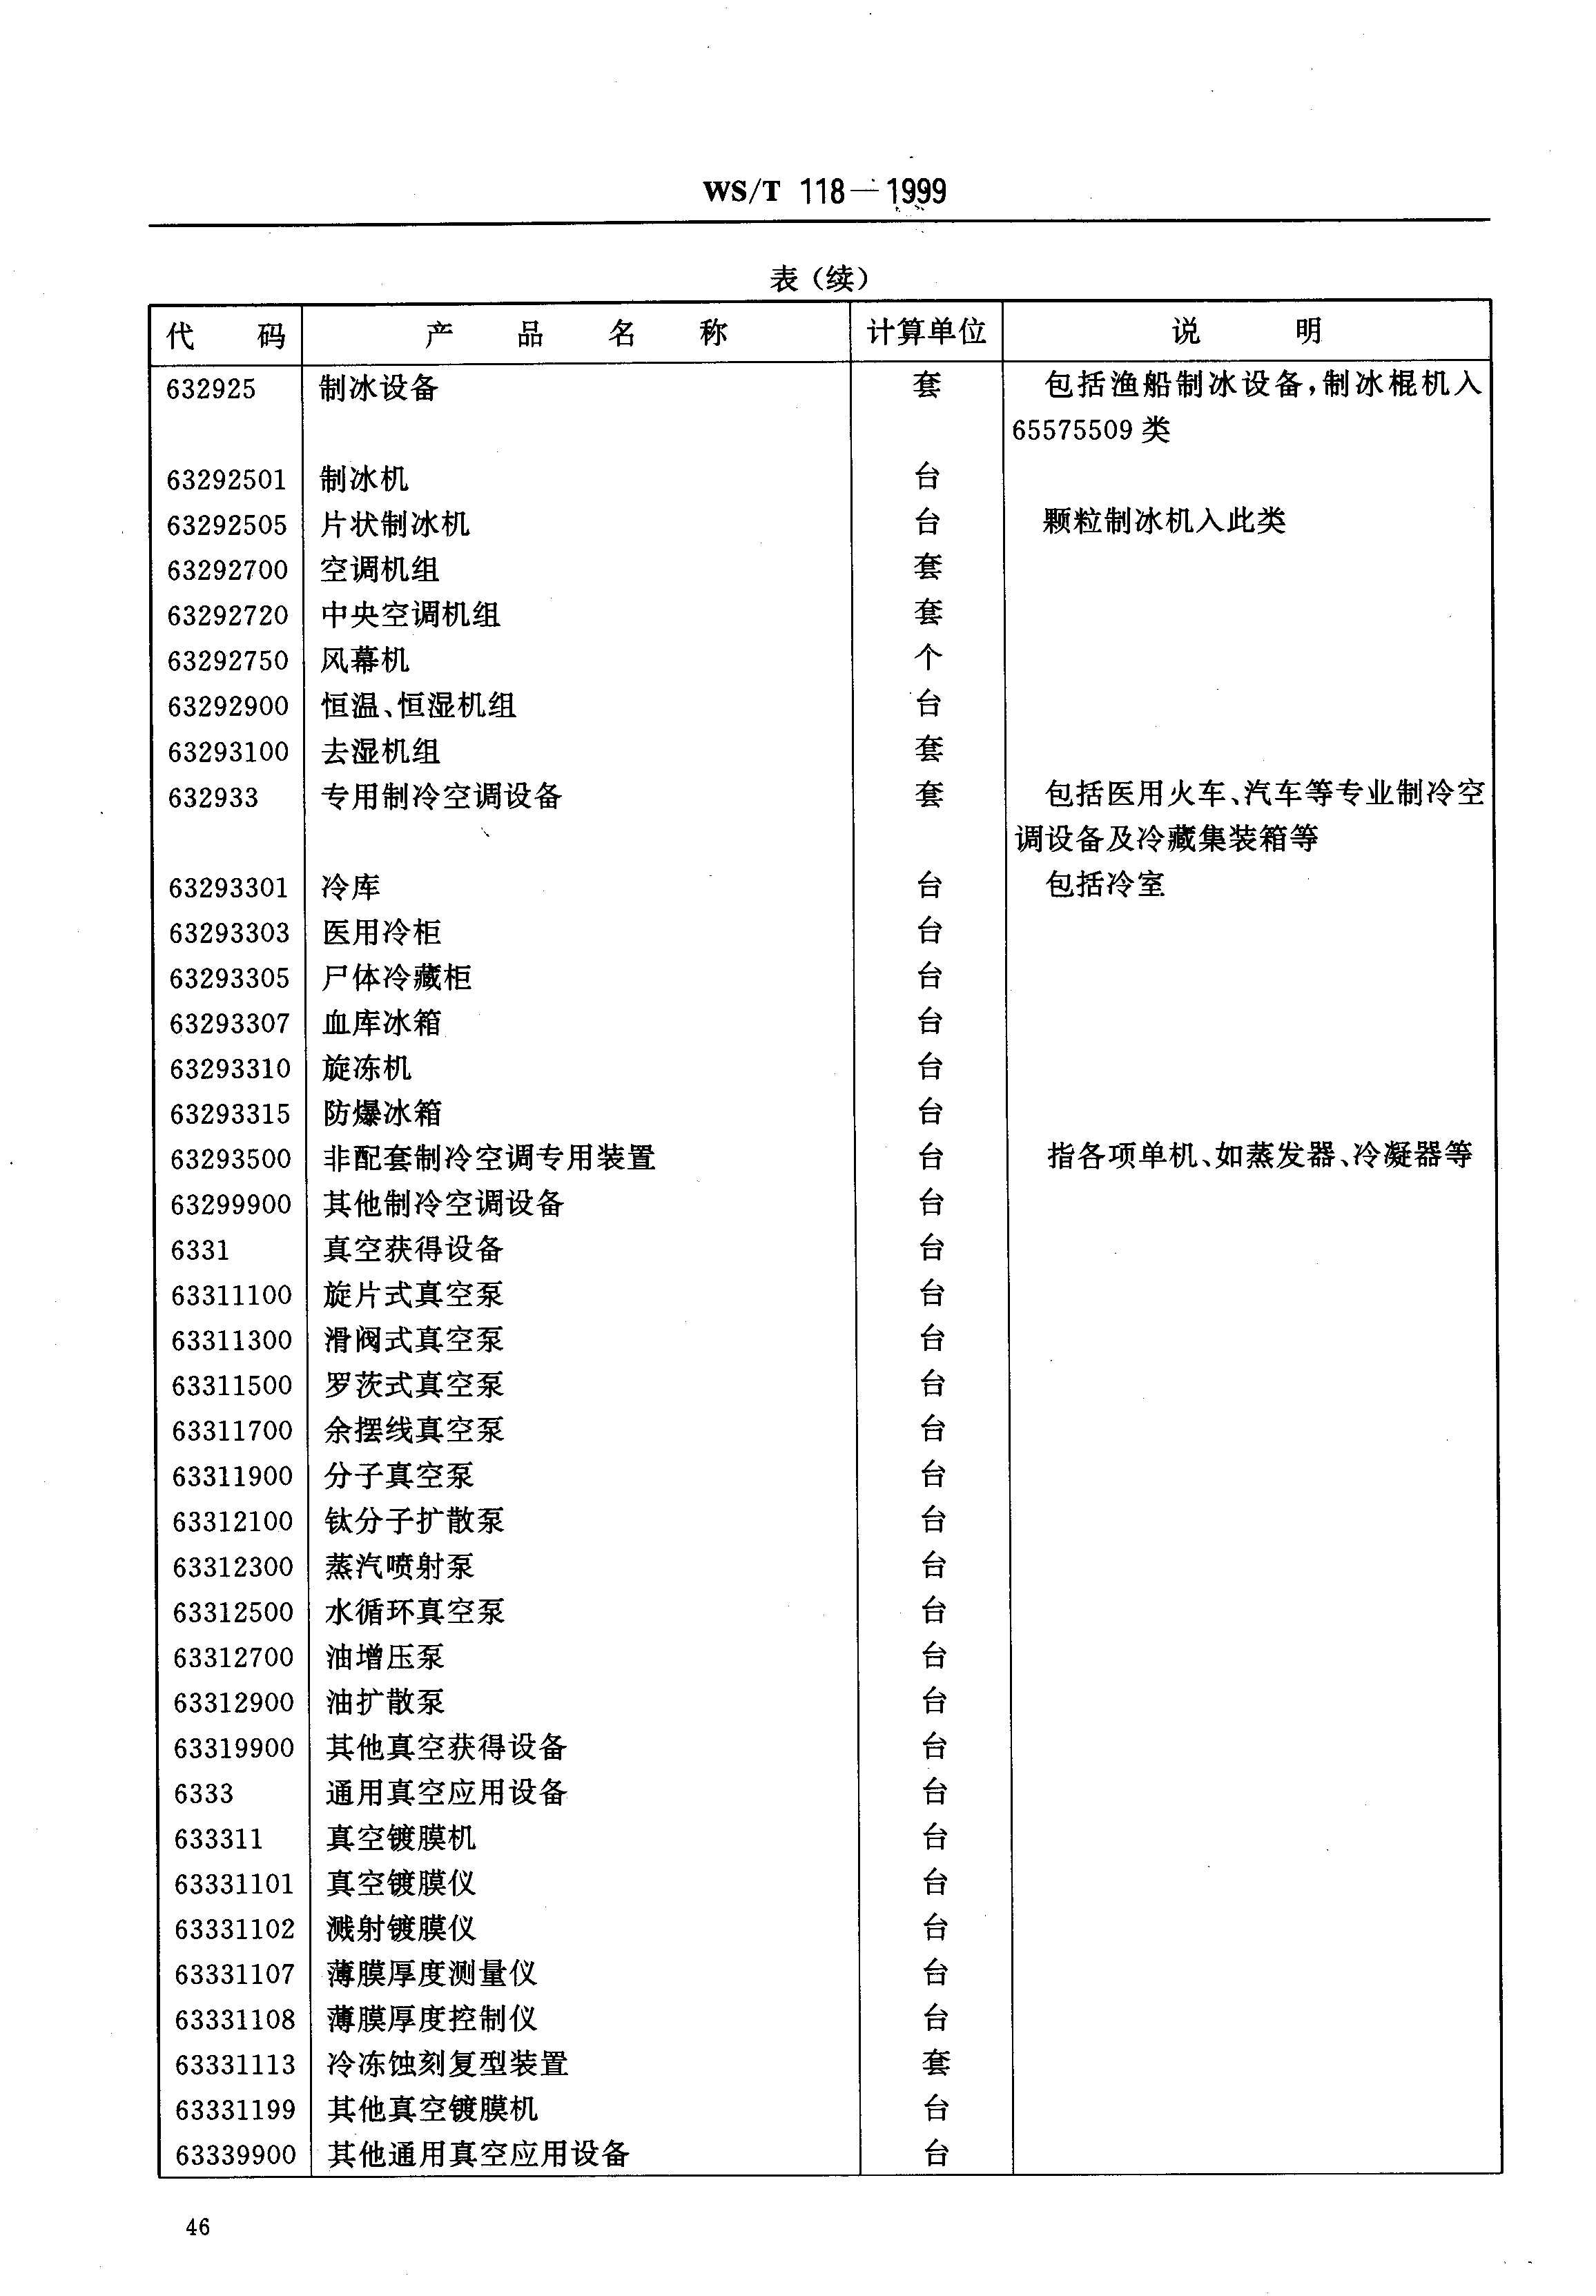 WS/T 118—1999
表（续）
代 码 产 品 名 称 计算单位 说 明
632925 制冰设备 套 包括渔船制冰设备,制冰棍机入
65575509 类
63292501 制冰机 台
63292505 片状制冰机 台 颗粒制冰机入此类
63292700 空调机组 套
63292720 中央空调机组 套
63292750 风幕机 个
63292900 恒温、恒湿机组 台
63293100 去湿机组 套
632933 专用制冷空调设备 套 包括医用火车、汽车等专业制冷空
调设备及冷藏集装箱等
63293301 冷库 台 包括冷室
63293303 医用冷柜 台
63293305 尸体冷藏柜 台
63293307 血库冰箱 台
63293310 旋冻机 台
63293315 防爆冰箱 台
63293500 非配套制冷空调专用装置 台 指各项单机、如蒸发器、冷凝器等
63299900 其他制冷空调设备 台
6331 真空获得设备 台
63311100 旋片式真空泵 台
63311300 滑阀式真空泵 台
63311500 罗茨式真空泵 台
63311700 余摆线真空泵 台
63311900 分子真空泵 台
63312100 钛分子扩散泵 台
63312300 蒸汽喷射泵 台
63312500 水循环真空泵 台
63312700 油增压泵 台
63312900 油扩散泵 台
63319900 其他真空获得设备 台
6333 通用真空应用设备 台
633311 真空镀膜机 台
63331101 真空镀膜仪 台
63331102 溅射镀膜仪 台
63331107 薄膜厚度测量仪 台
63331108 薄膜厚度控制仪 台
63331113 冷冻蚀刻复型装置 套
63331199 其他真空镀膜机 台
63339900 其他通用真空应用设备 台
46